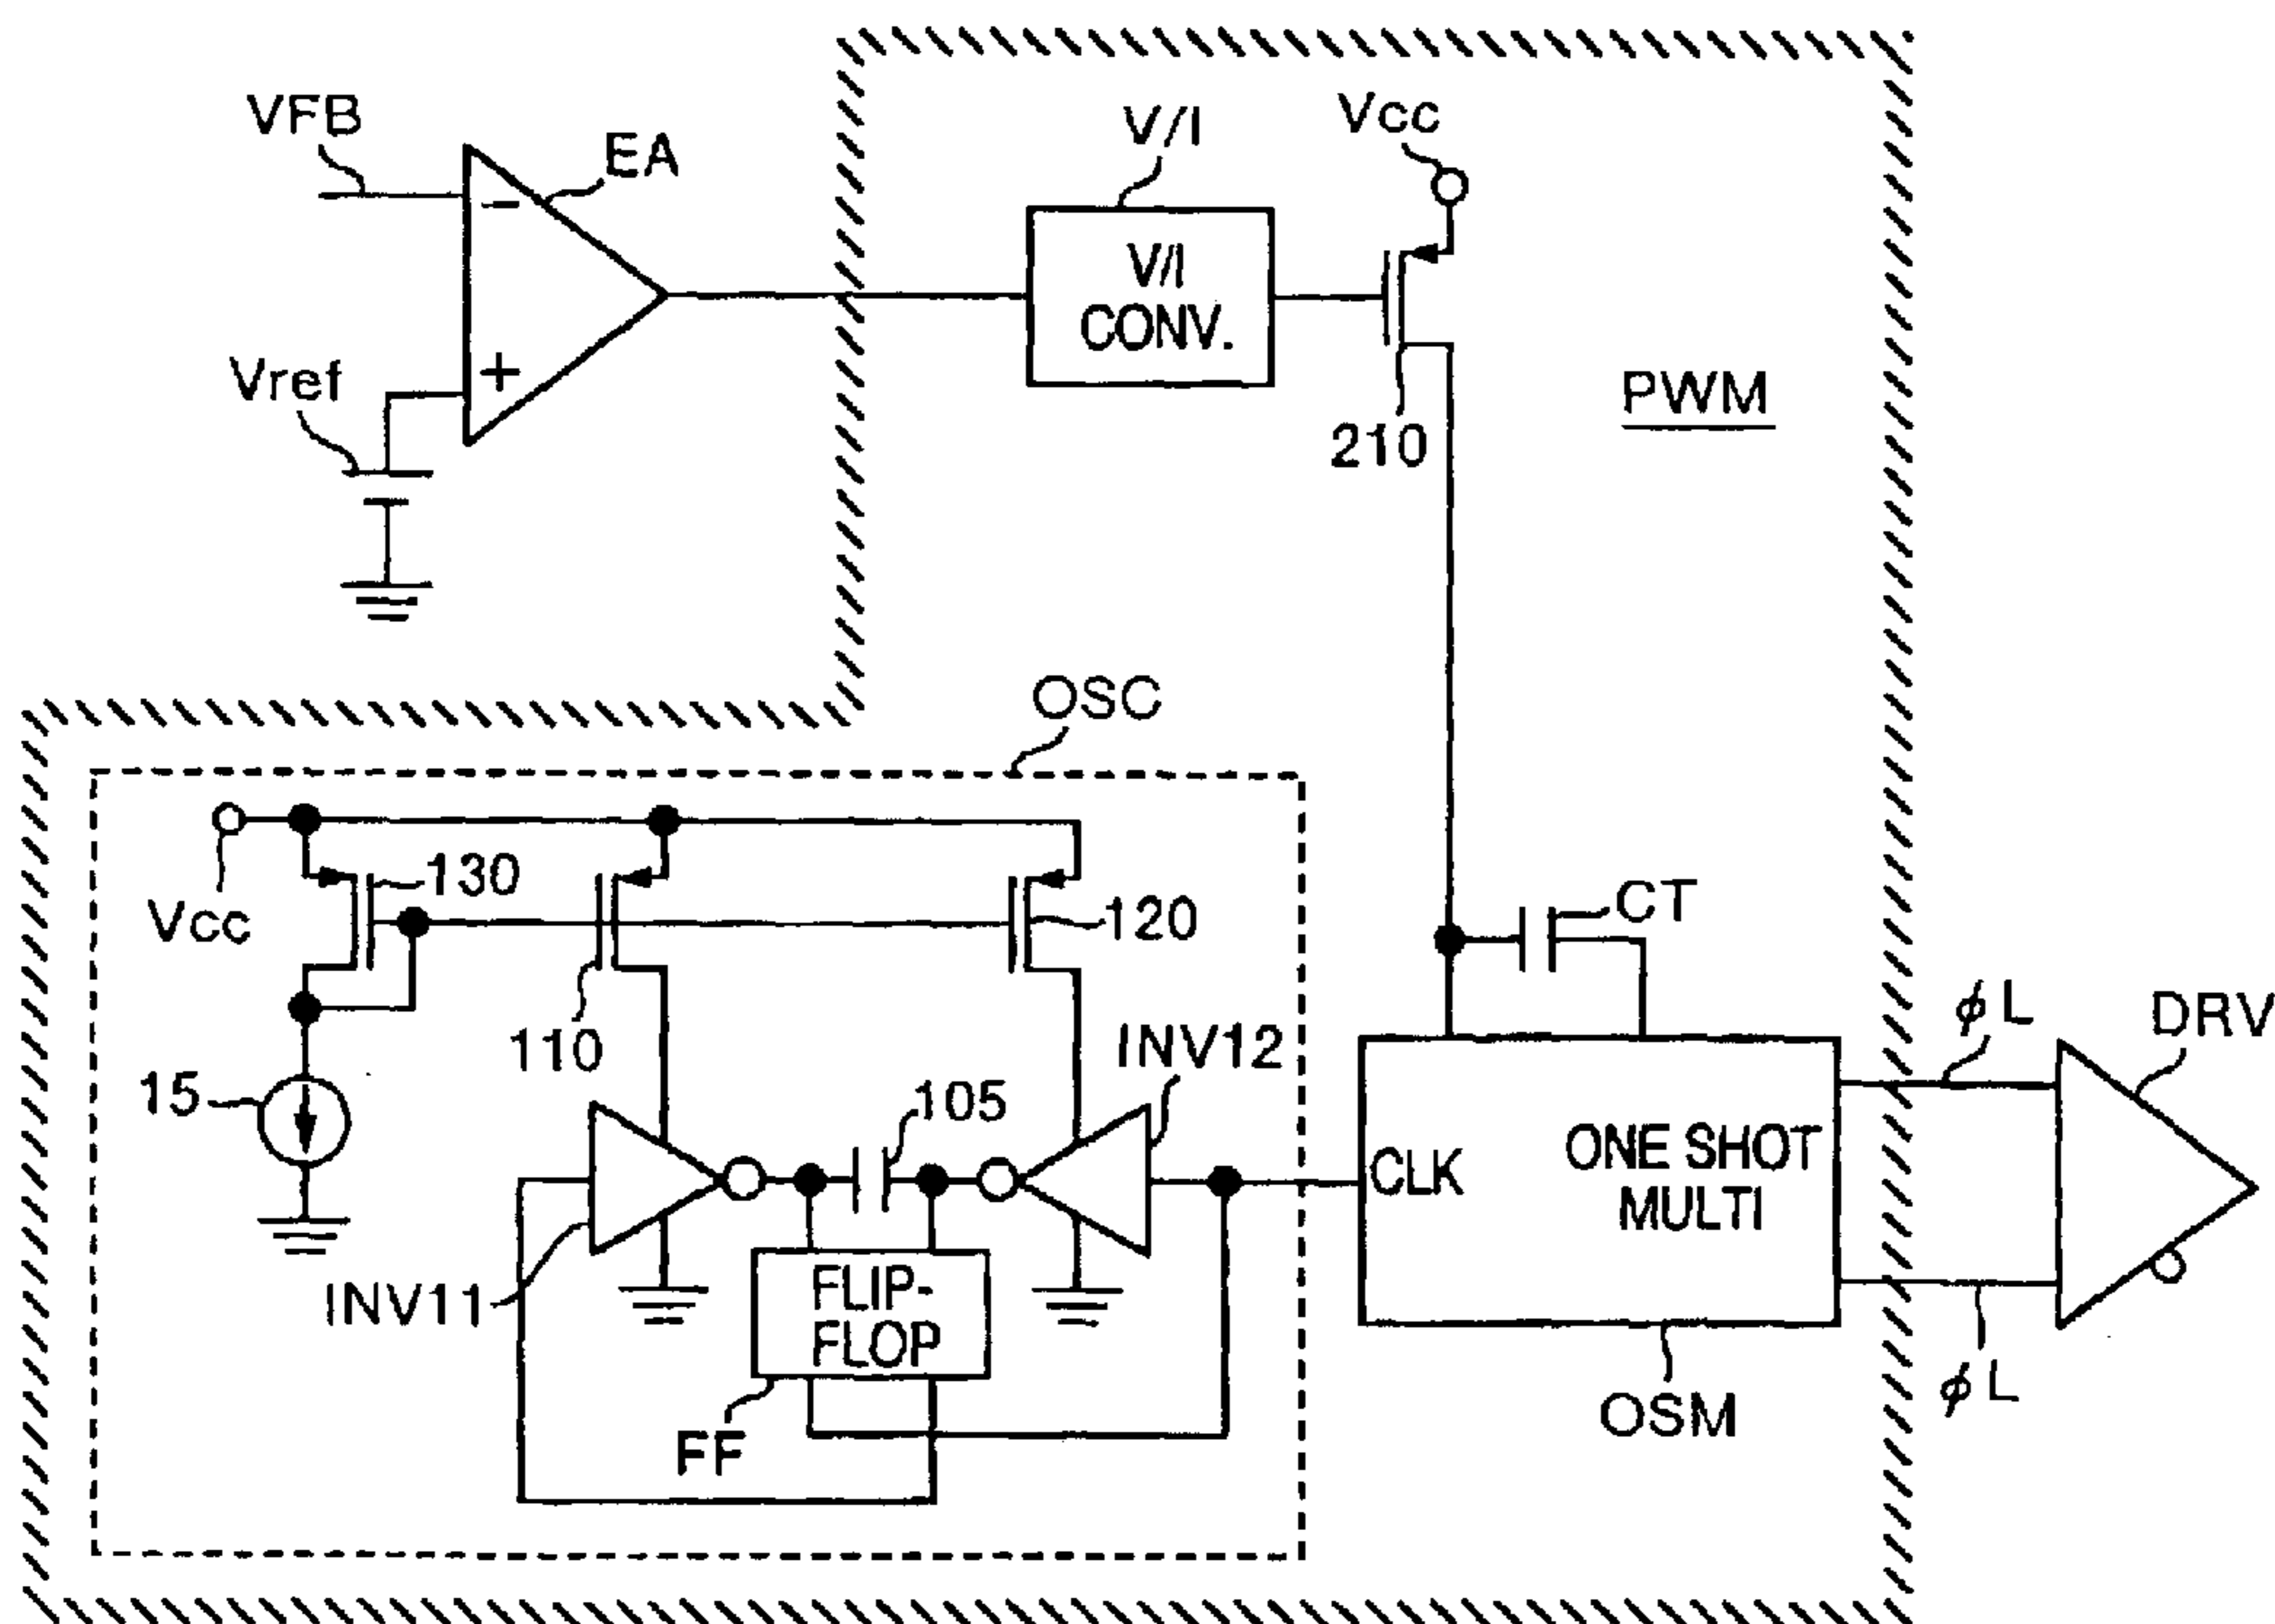 VFB
EA
-
+
Vref
V/I
V/I
CONV.
Vcc
210
PWM
OSC
Vcc
130
110
120
15
INV11
105
INV12
FLIP-
FLOP
FF
CT
CLK
ONE SHOT
MULTI
OSM
ϕL
ϕL
DRV